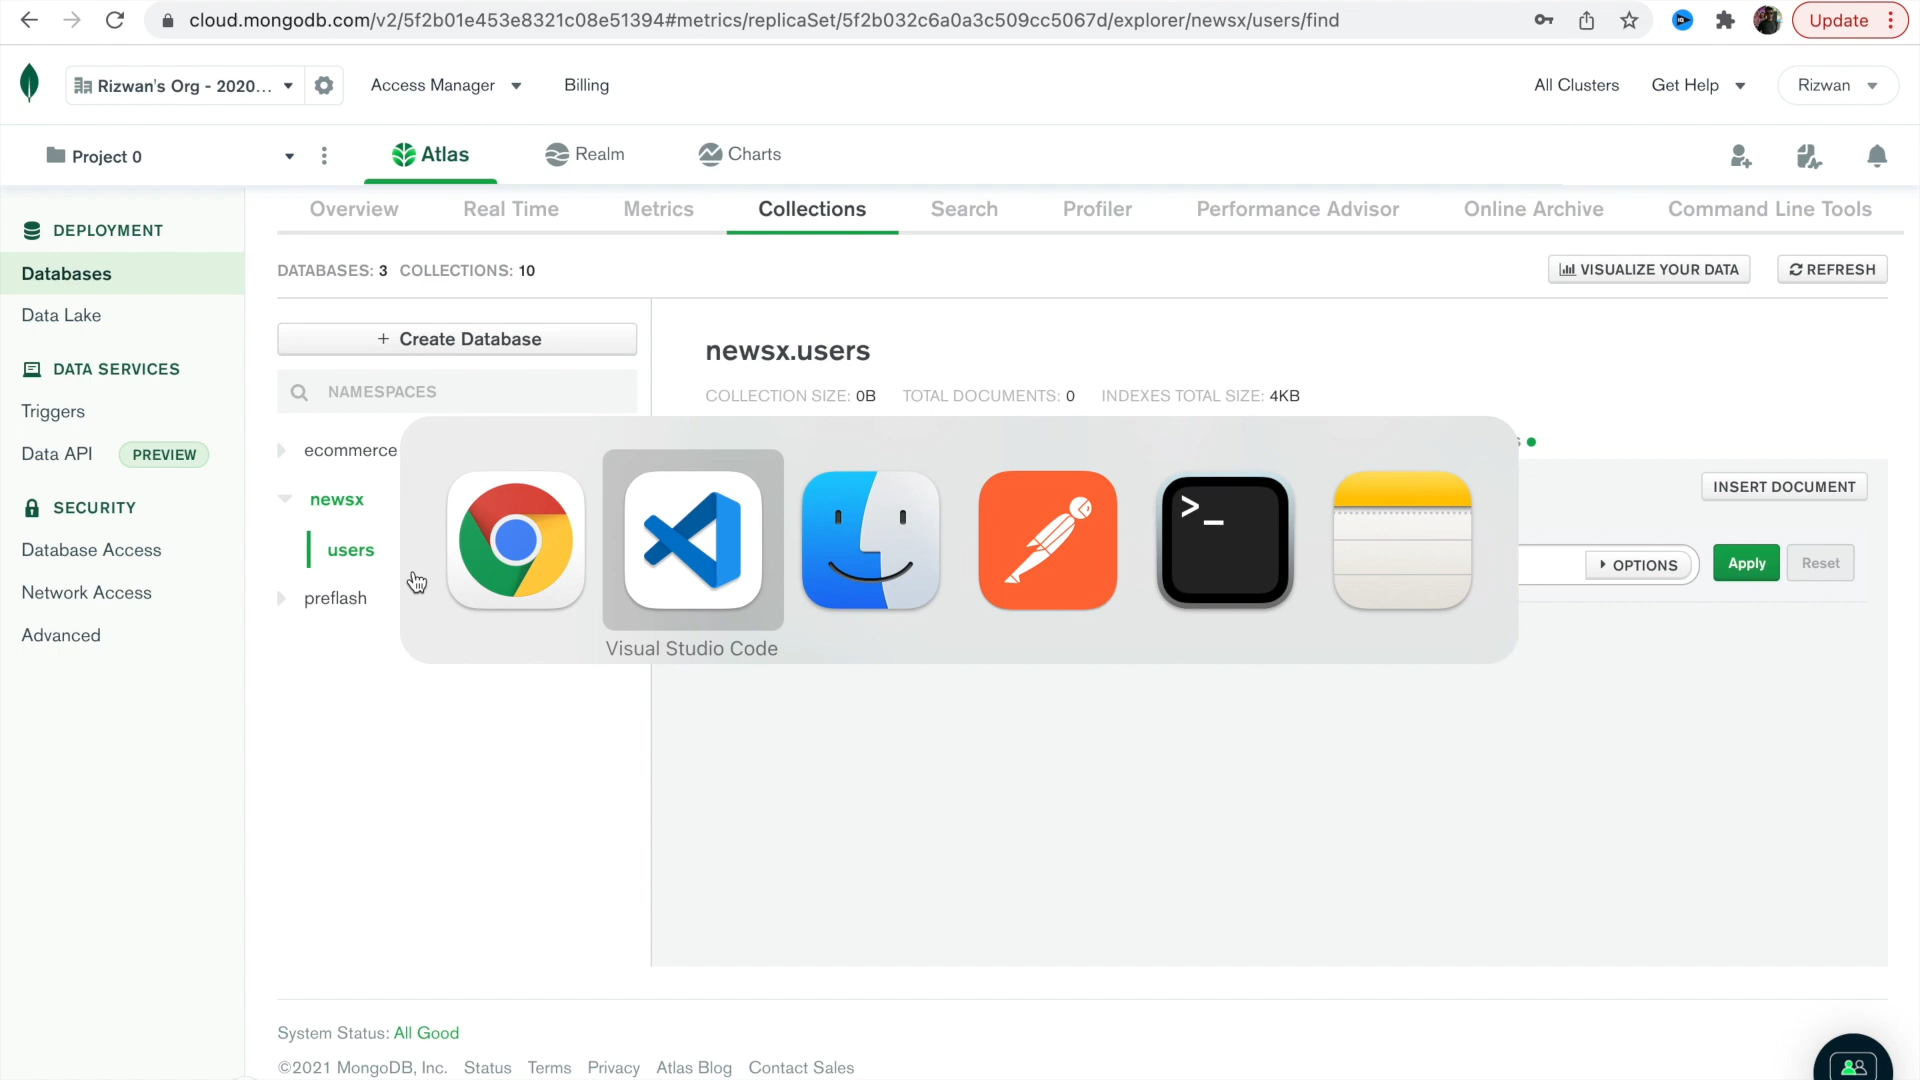 cloud.mongodb.com/v2/5f2b01e453e8321c08e51394#metrics/replicaSet/5f2b032c6a0a3c509cc5067d/explorer/newsx/users/find
Update
Rizwan's Org - 2020...
Access Manager
Billing
All Clusters
Get Help
Rizwan
Project 0
Atlas
Realm
Charts
Overview
Real Time
Metrics
Collections
Search
Profiler
Performance Advisor
Online Archive
Command Line Tools
DEPLOYMENT
Databases
Data Lake
DATA SERVICES
Triggers
Data API
PREVIEW
SECURITY
Database Access
Network Access
Advanced
DATABASES: 3 COLLECTIONS: 10
VISUALIZE YOUR DATA
REFRESH
+ Create Database
NAMESPACES
ecommerce
newsx
users
preflash
newsx.users
COLLECTION SIZE: 0B TOTAL DOCUMENTS: 0 INDEXES TOTAL SIZE: 4KB
INSERT DOCUMENT
OPTIONS
Apply
Reset
>_
Visual Studio Code
System Status: All Good
©2021 MongoDB, Inc. Status Terms Privacy Atlas Blog Contact Sales